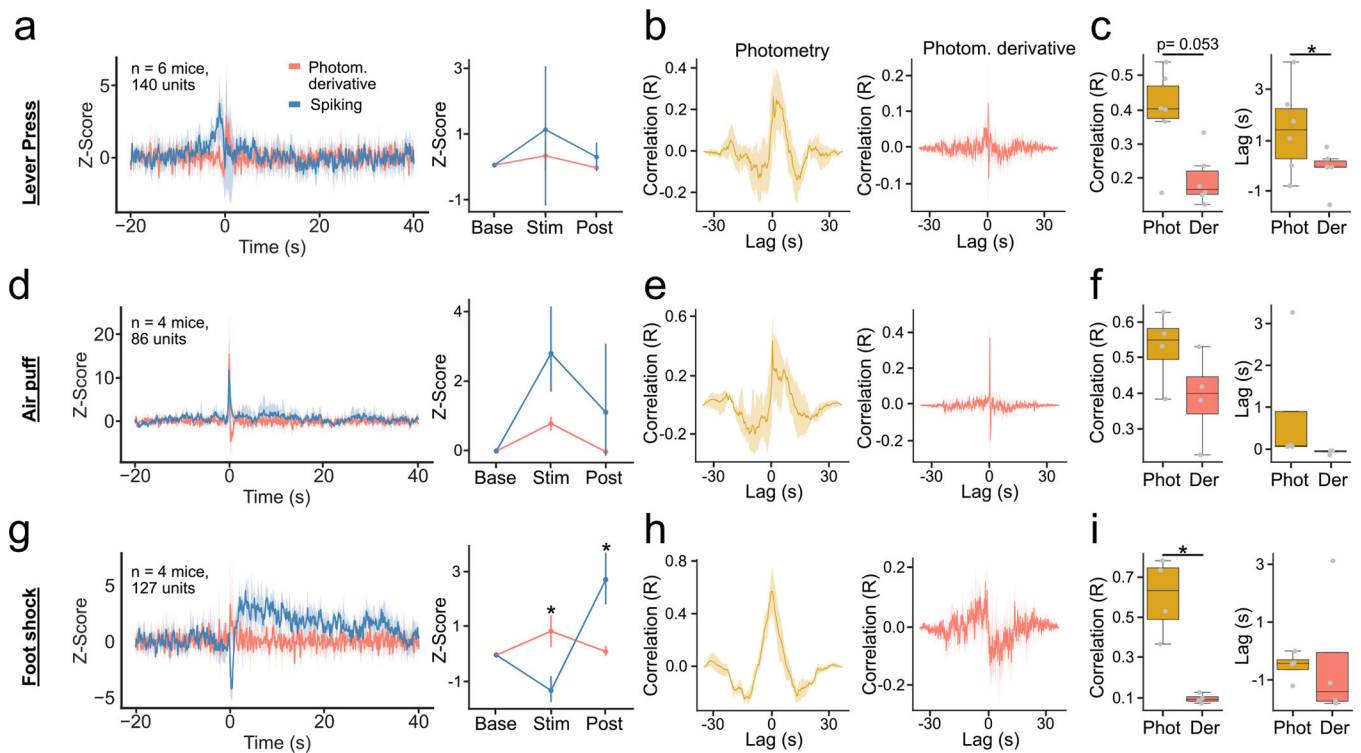 a
Lever Press
n = 6 mice,
140 units
Photom.
derivative
Spiking
Z-Score
5
0
−20
0
20
40
Time (s)
Z-Score
3
1
-1
Base
Stim
Post
b
Photometry
Correlation (R)
0.4
0.2
0.0
-0.2
-30
0
30
Lag (s)
Photom. derivative
Correlation (R)
0.2
0.1
0.0
-0.1
-30
0
30
Lag (s)
c
p= 0.053
Correlation (R)
0.5
0.4
0.3
0.2
Phot
Der
*
Lag (s)
3
1
-1
Phot
Der
d
Air puff
n = 4 mice,
86 units
Z-Score
20
10
0
−20
0
20
40
Time (s)
Z-Score
4
2
0
Base
Stim
Post
e
Correlation (R)
0.6
0.2
-0.2
-30
0
30
Lag (s)
Correlation (R)
0.4
0.2
0.0
-0.2
-30
0
30
Lag (s)
f
Correlation (R)
0.6
0.5
0.4
0.3
Phot
Der
Lag (s)
3
1
0
Phot
Der
g
Foot shock
n = 4 mice,
127 units
Z-Score
5
0
−5
−20
0
20
40
Time (s)
Z-Score
3
1
-1
*
*
Base
Stim
Post
h
Correlation (R)
0.8
0.4
0.0
-30
0
30
Lag (s)
Correlation (R)
0.2
0.0
-0.2
-30
0
30
Lag (s)
i
*
Correlation (R)
0.7
0.5
0.3
0.1
Phot
Der
Lag (s)
3
1
-1
Phot
Der